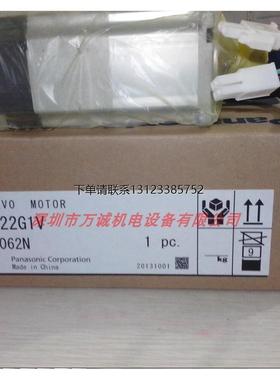 下单请联系13123385752
VO MOTOR
深圳市万诚机电设备有限公司
22G1V
062N
1 pc.
Panasonic Corporation
Made in China
20131001
kg
9